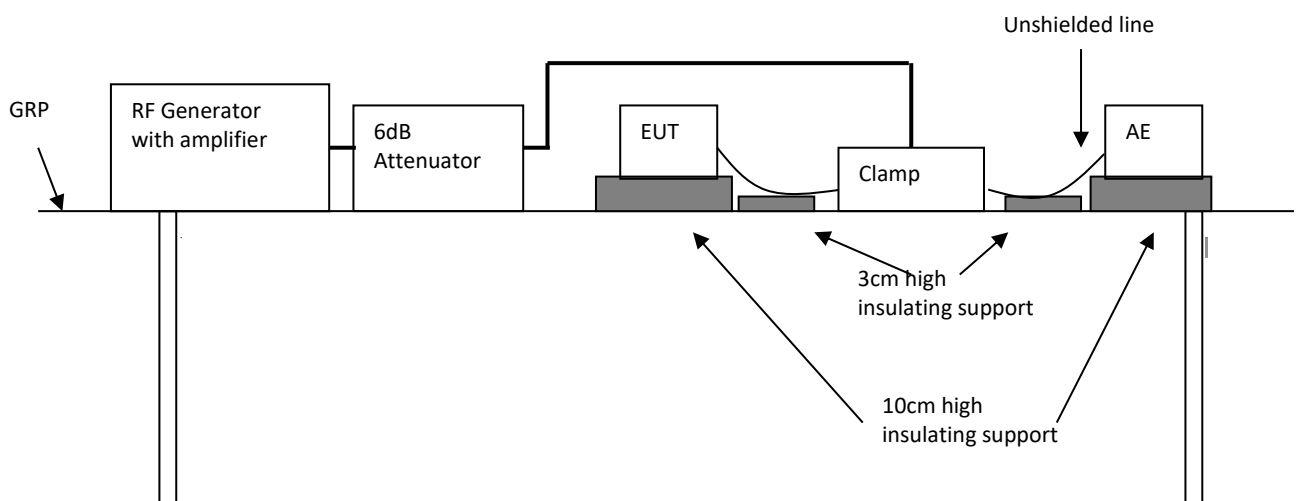 Unshielded line
GRP
RF Generator
with amplifier
6dB
Attenuator
EUT
Clamp
AE
3cm high
insulating support
10cm high
insulating support